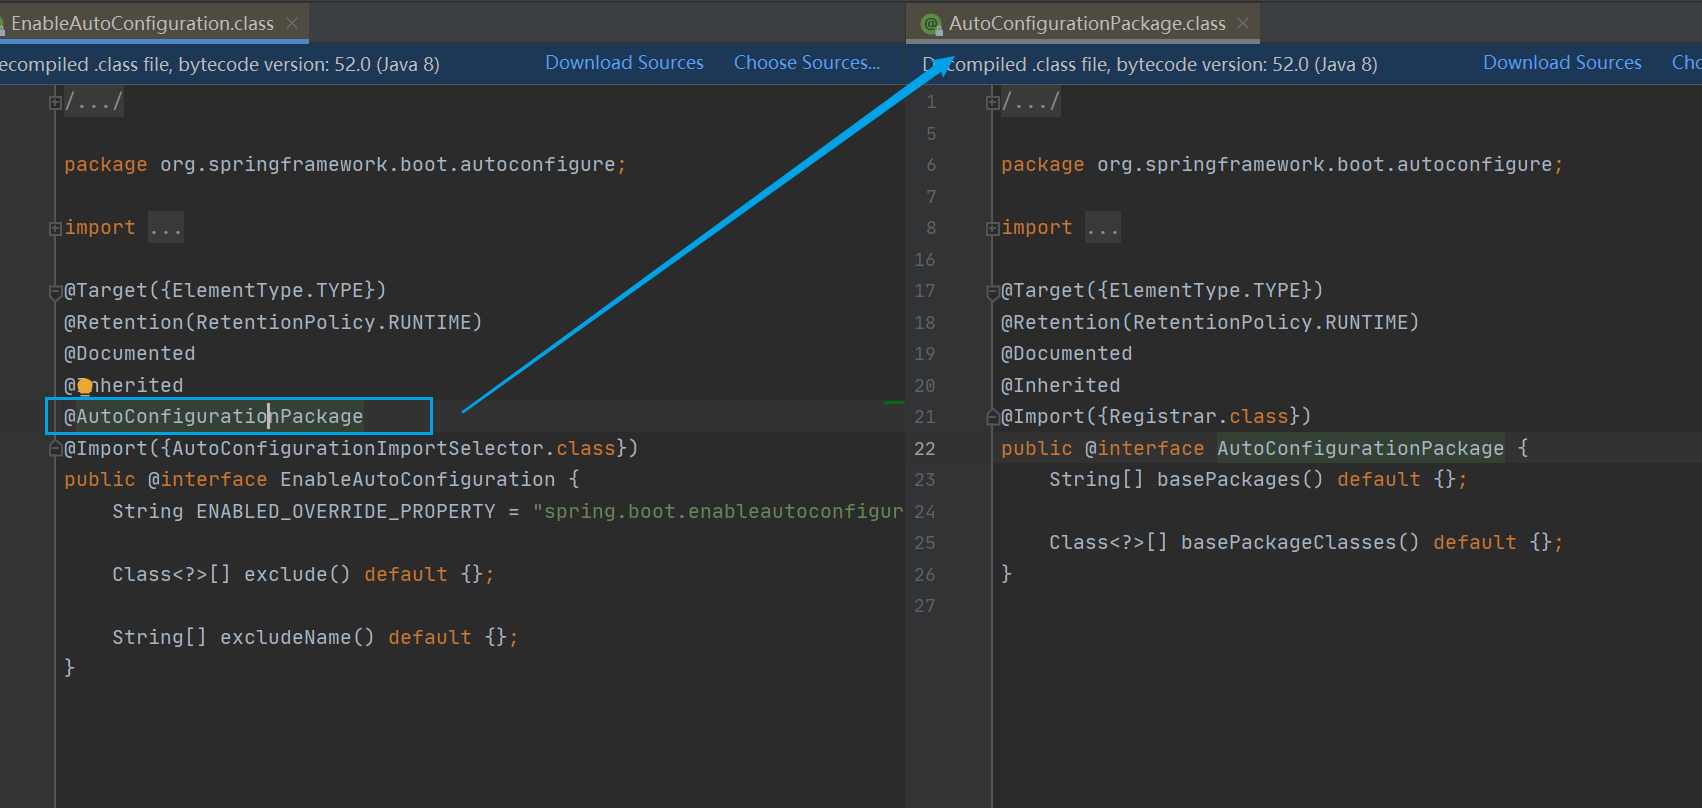 EnableAutoConfiguration.class
ecompiled .class file, bytecode version: 52.0 (Java 8) Download Sources Choose Sources...
/.../
package org.springframework.boot.autoconfigure;
import ...
@Target({ElementType.TYPE})
@Retention(RetentionPolicy.RUNTIME)
@Documented
@Inherited
@AutoConfigurationPackage
@Import({AutoConfigurationImportSelector.class})
public @interface EnableAutoConfiguration {
    String ENABLED_OVERRIDE_PROPERTY = "spring.boot.enableautoconfigur
    Class<?>[] exclude() default {};
    String[] excludeName() default {};
}
@ AutoConfigurationPackage.class
Decompiled .class file, bytecode version: 52.0 (Java 8) Download Sources Cho
1 /.../
5
6 package org.springframework.boot.autoconfigure;
7
8 import ...
16
17 @Target({ElementType.TYPE})
18 @Retention(RetentionPolicy.RUNTIME)
19 @Documented
20 @Inherited
21 @Import({Registrar.class})
22 public @interface AutoConfigurationPackage {
23     String[] basePackages() default {};
24
25     Class<?>[] basePackageClasses() default {};
26 }
27